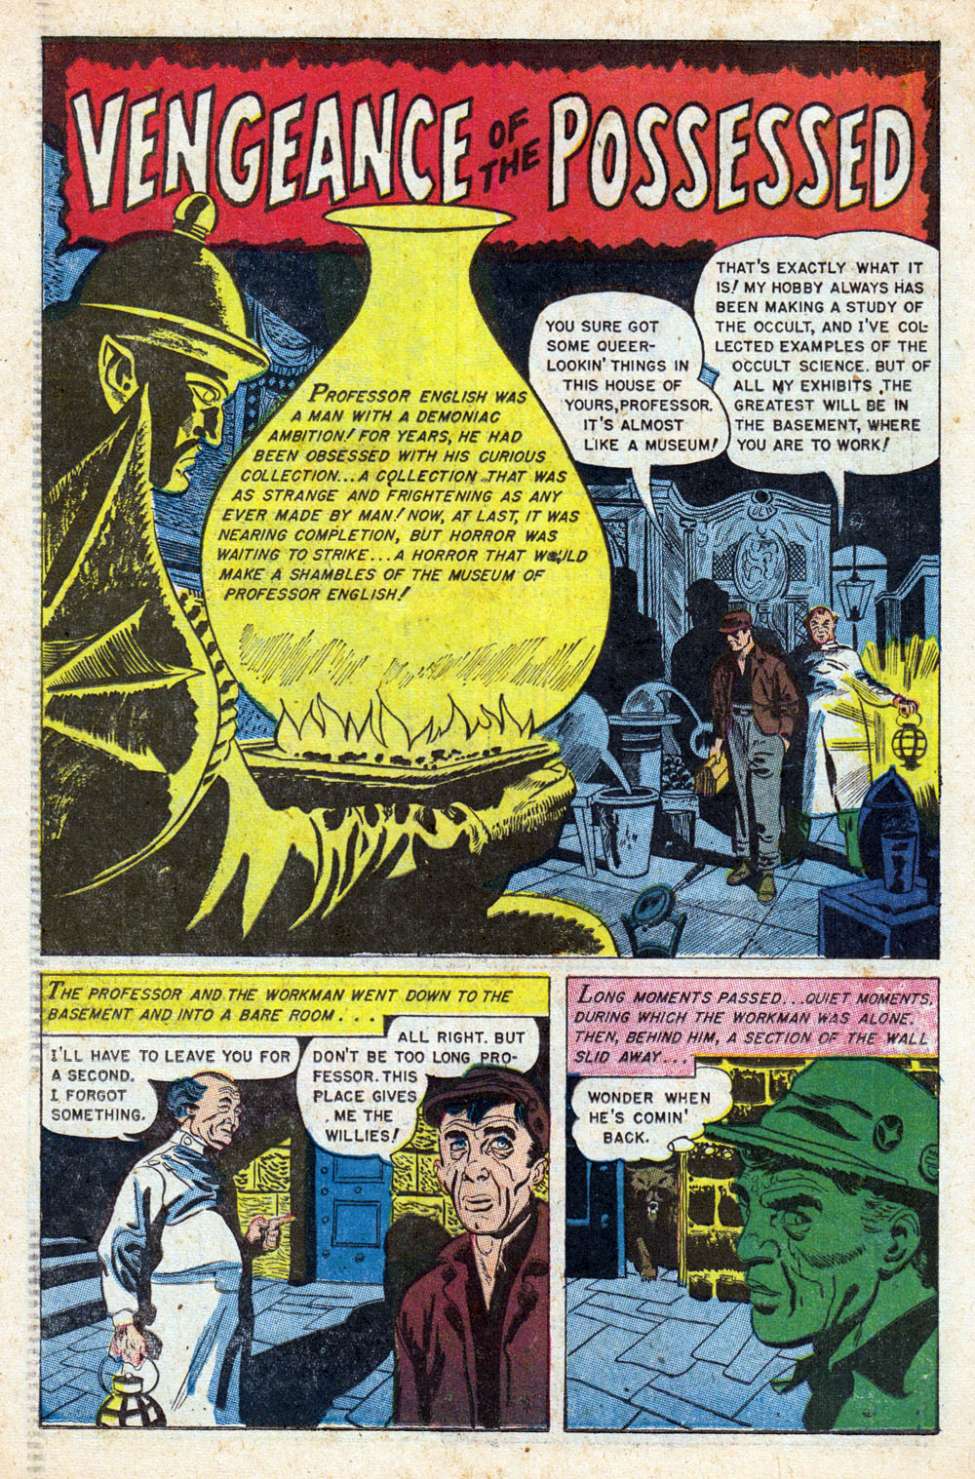 VENGEANCE OF THE POSSESSED
PROFESSOR ENGLISH WAS
A MAN WITH A DEMONIAC
AMBITION! FOR YEARS, HE HAD
BEEN OBSESSED WITH HIS CURIOUS
COLLECTION... A COLLECTION THAT WAS
AS STRANGE AND FRIGHTENING AS ANY
EVER MADE BY MAN! NOW, AT LAST, IT WAS
NEARING COMPLETION, BUT HORROR WAS
WAITING TO STRIKE... A HORROR THAT WOULD
MAKE A SHAMBLES OF THE MUSEUM OF
PROFESSOR ENGLISH!
YOU SURE GOT
SOME QUEER-
LOOKIN' THINGS IN
THIS HOUSE OF
YOURS, PROFESSOR.
IT'S ALMOST
LIKE A MUSEUM!
THAT'S EXACTLY WHAT IT
IS! MY HOBBY ALWAYS HAS
BEEN MAKING A STUDY OF
THE OCCULT, AND I'VE COL-
LECTED EXAMPLES OF THE
OCCULT SCIENCE. BUT OF
ALL MY EXHIBITS, THE
GREATEST WILL BE IN
THE BASEMENT, WHERE
YOU ARE TO WORK!
THE PROFESSOR AND THE WORKMAN WENT DOWN TO THE
BASEMENT AND INTO A BARE ROOM . . .
I'LL HAVE TO LEAVE YOU FOR
A SECOND.
I FORGOT
SOMETHING.
ALL RIGHT. BUT
DON'T BE TOO LONG PRO-
FESSOR. THIS
PLACE GIVES
ME THE
WILLIES!
LONG MOMENTS PASSED... QUIET MOMENTS,
DURING WHICH THE WORKMAN WAS ALONE.
THEN, BEHIND HIM, A SECTION OF THE WALL
SLID AWAY...
WONDER WHEN
HE'S COMIN'
BACK.